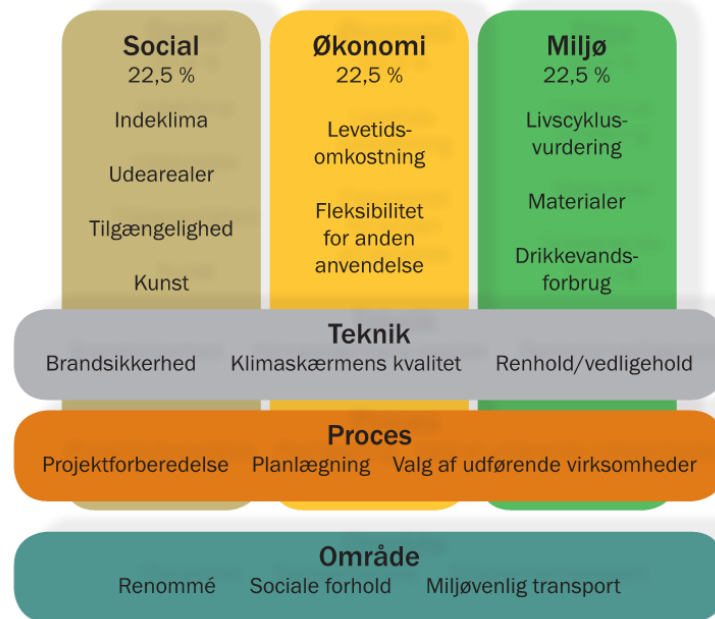 Social
22,5 %
Indeklima
Udearealer
Tilgængelighed
Kunst
Økonomi
22,5 %
Levetids-
omkostning
Fleksibilitet
for anden
anvendelse
Miljø
22,5 %
Livscyklus-
vurdering
Materialer
Drikkevands-
forbrug
Teknik
Brandsikkerhed Klimaskærmens kvalitet Renhold/vedligehold
Proces
Projektforberedelse Planlægning Valg af udførende virksomheder
Område
Renommé Sociale forhold Miljøvenlig transport